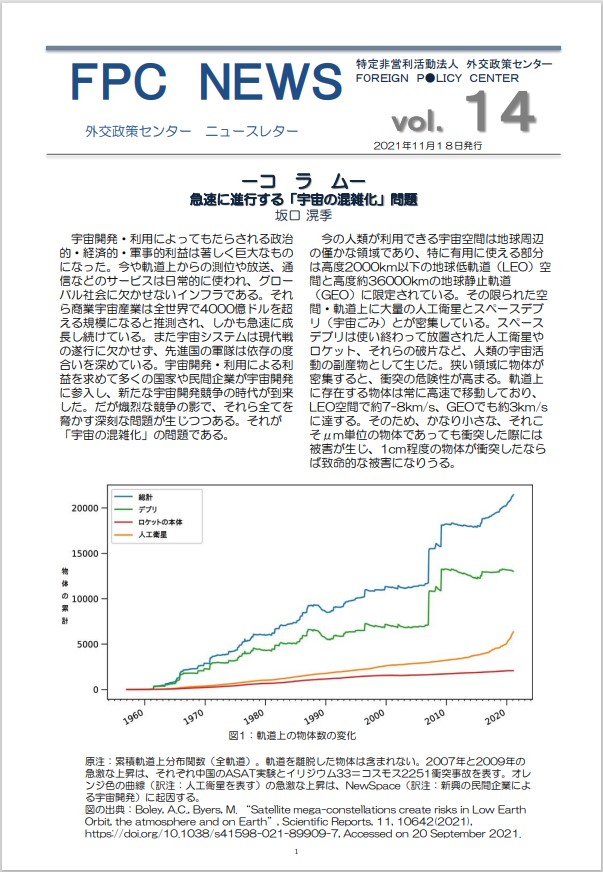 FPC NEWS
特定非営利活動法人 外交政策センター
FOREIGN P●LICY CENTER
vol. 14
外交政策センター ニュースレター
2021年11月18日発行
ーコ ラ ムー
急速に進行する「宇宙の混雑化」問題
坂口 滉季
宇宙開発・利用によってもたらされる政治
的・経済的・軍事的利益は著しく巨大なもの
になった。今や軌道上からの測位や放送、通
信などのサービスは日常的に使われ、グロー
バル社会に欠かせないインフラである。それ
ら商業宇宙産業は全世界で4000億ドルを超
える規模になると推測され、しかも急速に成
長し続けている。また宇宙システムは現代戦
の遂行に欠かせず、先進国の軍隊は依存の度
合いを深めている。宇宙開発・利用による利
益を求めて多くの国家や民間企業が宇宙開発
に参入し、新たな宇宙開発競争の時代が到来
した。だが熾烈な競争の影で、それら全てを
脅かす深刻な問題が生じつつある。それが
「宇宙の混雑化」の問題である。
今の人類が利用できる宇宙空間は地球周辺
の僅かな領域であり、特に有用に使える部分
は高度2000km以下の地球低軌道（LEO）空
間と高度約36000kmの地球静止軌道
（GEO）に限定されている。その限られた空
間・軌道上に大量の人工衛星とスペースデブ
リ（宇宙ごみ）とが密集している。スペース
デブリは使い終わって放置された人工衛星や
ロケット、それらの破片など、人類の宇宙活
動の副産物として生じた。狭い領域に物体が
密集すると、衝突の危険性が高まる。軌道上
に存在する物体は常に高速で移動しており、
LEO空間で約7-8km/s、GEOでも約3km/s
に達する。そのため、かなり小さな、それこ
そμm単位の物体であっても衝突した際には
被害が生じ、1cm程度の物体が衝突したなら
ば致命的な被害になりうる。
総計
デブリ
ロケットの本体
人工衛星
物体の累計
20000
15000
10000
5000
0
1960 1970 1980 1990 2000 2010 2020
図1：軌道上の物体数の変化
原注：累積軌道上分布関数（全軌道）。軌道を離脱した物体は含まれない。2007年と2009年の
急激な上昇は、それぞれ中国のASAT実験とイリジウム33＝コスモス2251衝突事故を表す。オレ
ンジ色の曲線（訳注：人工衛星を表す）の急激な上昇は、NewSpace（訳注：新興の民間企業によ
る宇宙開発）に起因する。
図の出典：Boley, A.C., Byers, M. “Satellite mega-constellations create risks in Low Earth
Orbit, the atmosphere and on Earth”, Scientific Reports, 11, 10642(2021),
https://doi.org/10.1038/s41598-021-89909-7, Accessed on 20 September 2021.
1